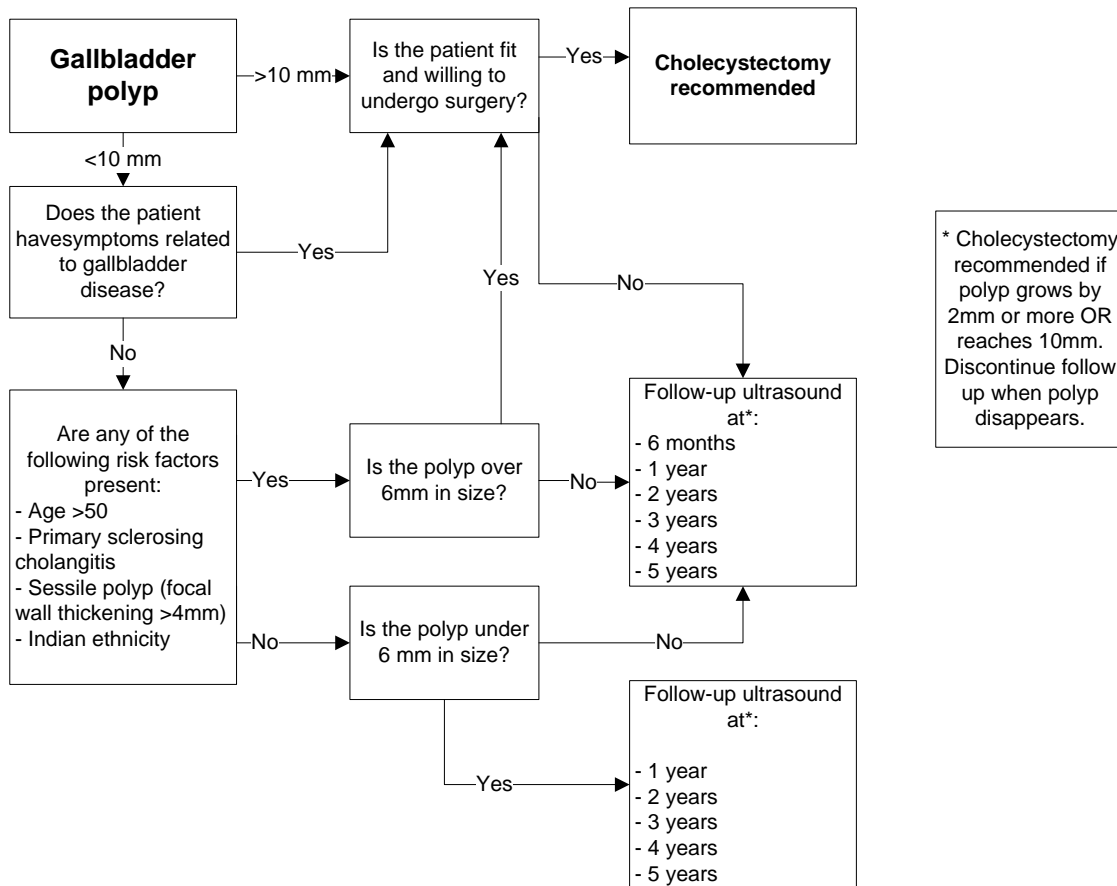 Gallbladder
polyp
>10 mm
Is the patient fit
and willing to
undergo surgery?
Yes
Cholecystectomy
recommended
<10 mm
Does the patient
havesymptoms related
to gallbladder
disease?
Yes
Yes
No
* Cholecystectomy
recommended if
polyp grows by
2mm or more OR
reaches 10mm.
Discontinue follow
up when polyp
disappears.
No
Are any of the
following risk factors
present:
- Age >50
- Primary sclerosing
cholangitis
- Sessile polyp (focal
wall thickening >4mm)
- Indian ethnicity
Yes
Is the polyp over
6mm in size?
No
Follow-up ultrasound
at*:
- 6 months
- 1 year
- 2 years
- 3 years
- 4 years
- 5 years
No
Is the polyp under
6 mm in size?
No
Yes
Follow-up ultrasound
at*:
- 1 year
- 2 years
- 3 years
- 4 years
- 5 years